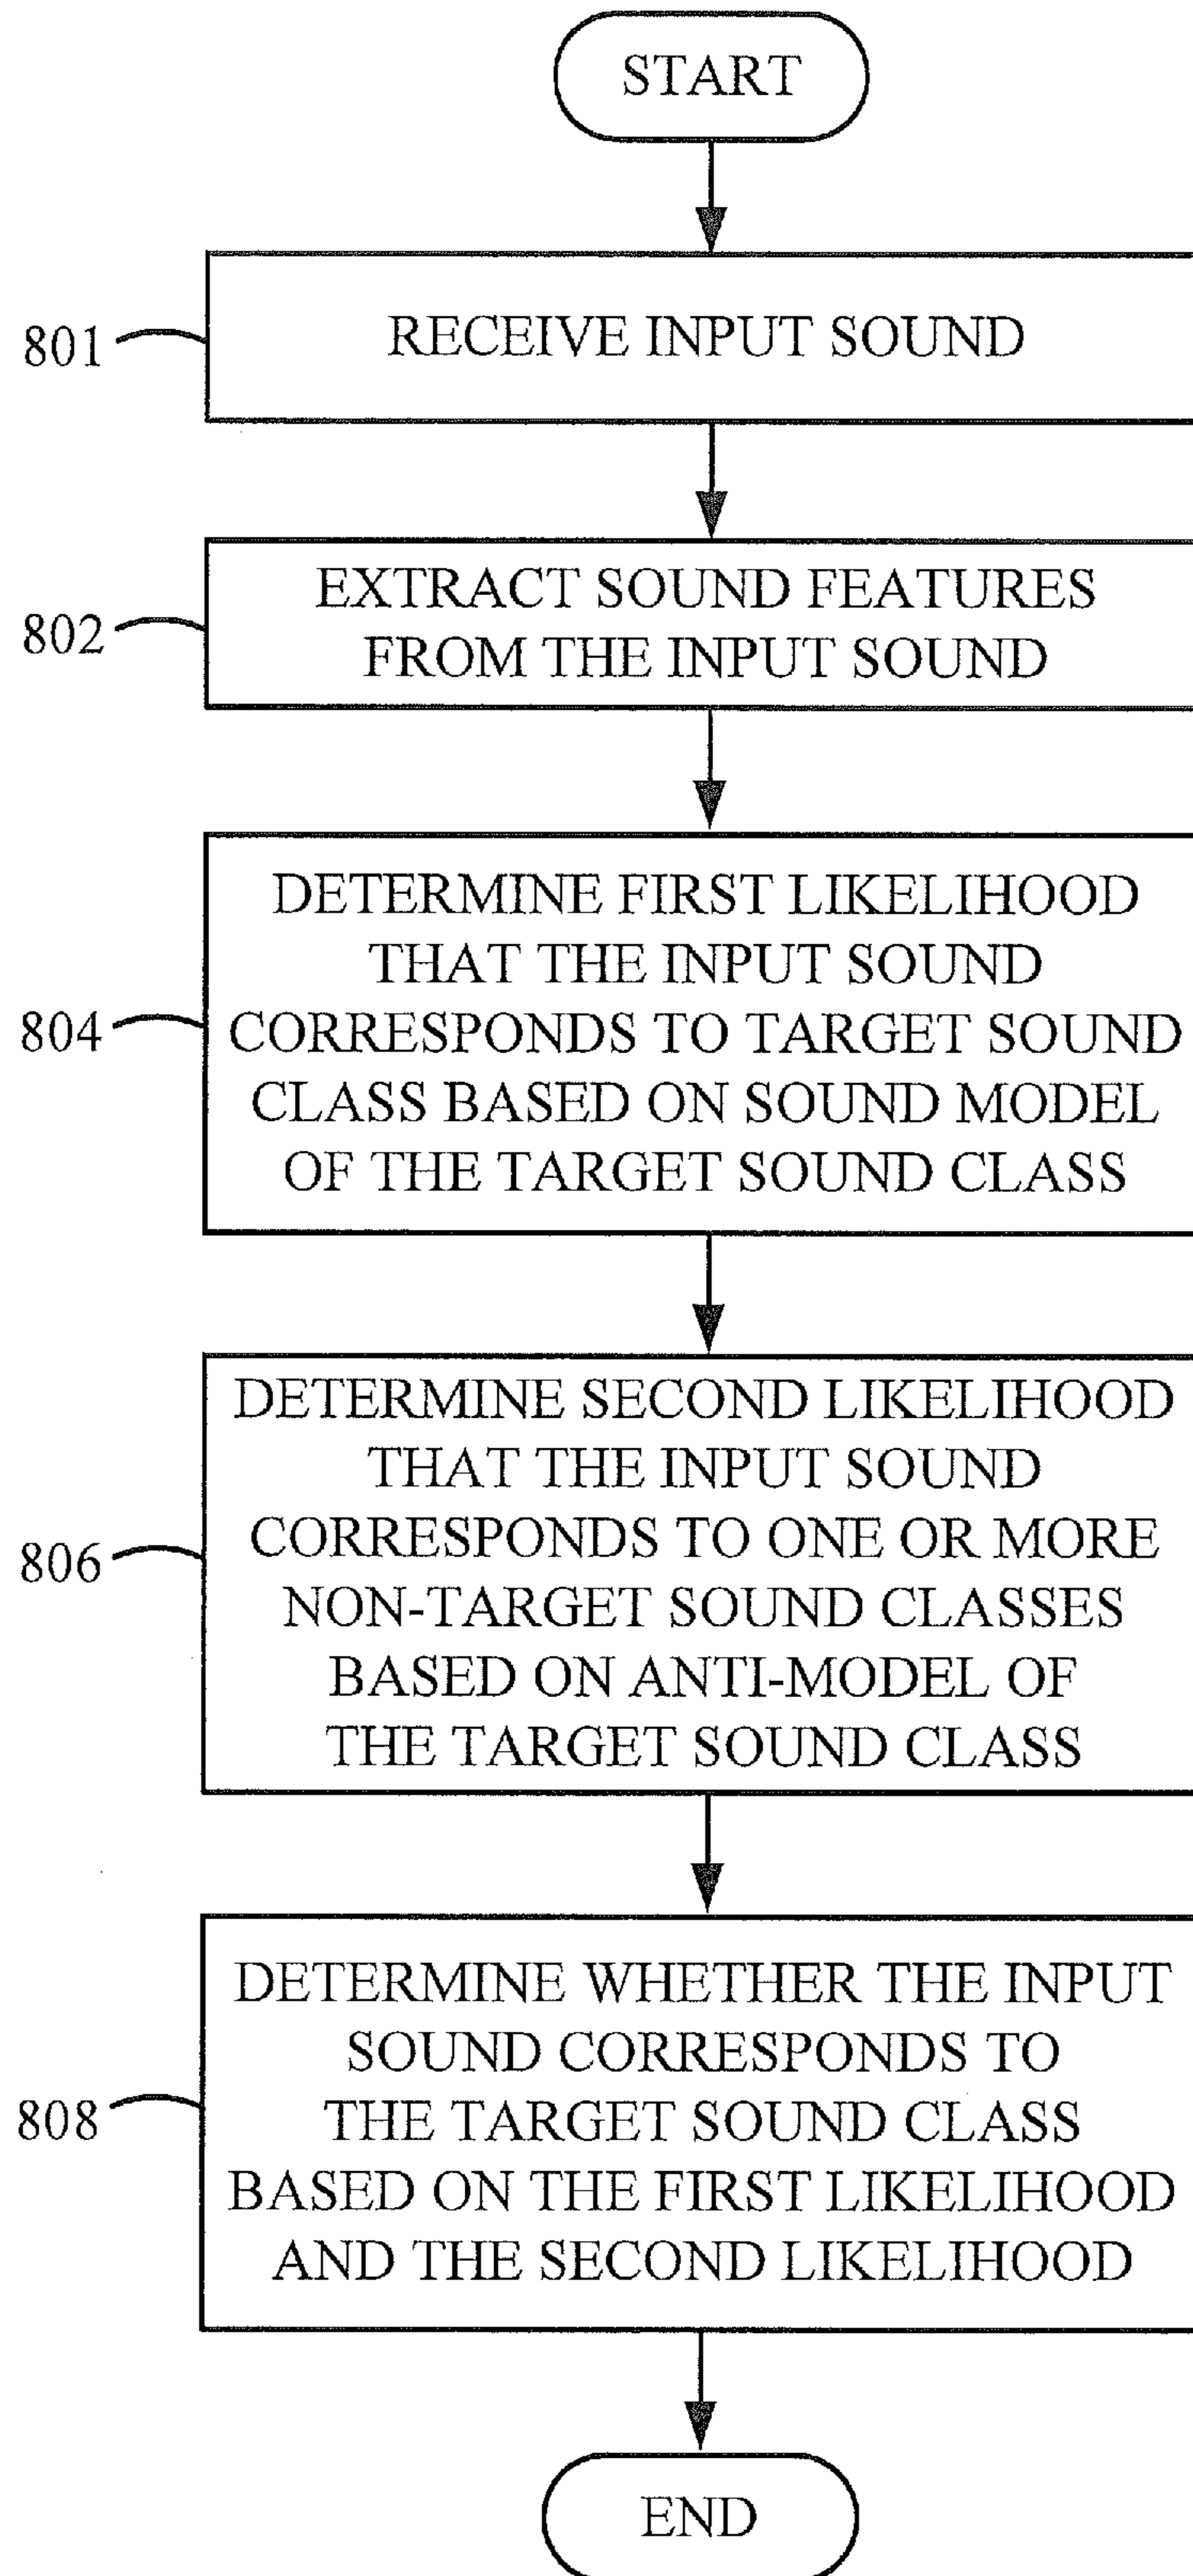 START
801
RECEIVE INPUT SOUND
802
EXTRACT SOUND FEATURES
FROM THE INPUT SOUND
804
DETERMINE FIRST LIKELIHOOD
THAT THE INPUT SOUND
CORRESPONDS TO TARGET SOUND
CLASS BASED ON SOUND MODEL
OF THE TARGET SOUND CLASS
806
DETERMINE SECOND LIKELIHOOD
THAT THE INPUT SOUND
CORRESPONDS TO ONE OR MORE
NON-TARGET SOUND CLASSES
BASED ON ANTI-MODEL OF
THE TARGET SOUND CLASS
808
DETERMINE WHETHER THE INPUT
SOUND CORRESPONDS TO
THE TARGET SOUND CLASS
BASED ON THE FIRST LIKELIHOOD
AND THE SECOND LIKELIHOOD
END